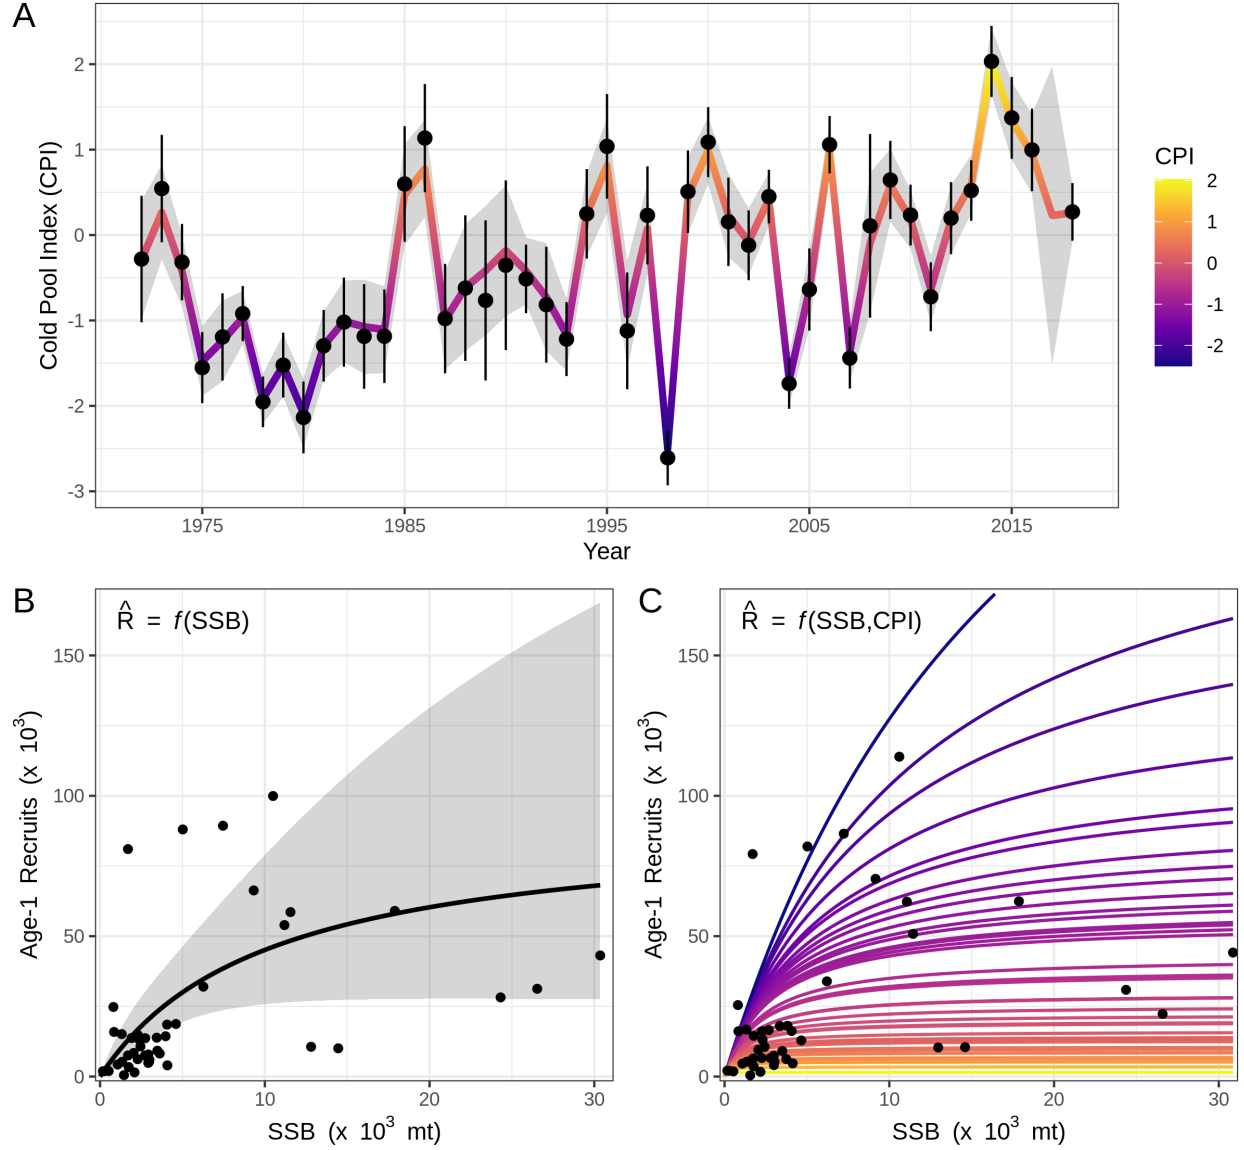 A
Cold Pool Index (CPI)
2
1
0
-1
-2
-3
1975 1985 1995 2005 2015
Year
CPI
2
1
0
-1
-2
B
R̂ = f(SSB)
Age-1 Recruits (x 10³)
150
100
50
0
0 10 20 30
SSB (x 10³ mt)
C
R̂ = f(SSB,CPI)
Age-1 Recruits (x 10³)
150
100
50
0
0 10 20 30
SSB (x 10³ mt)